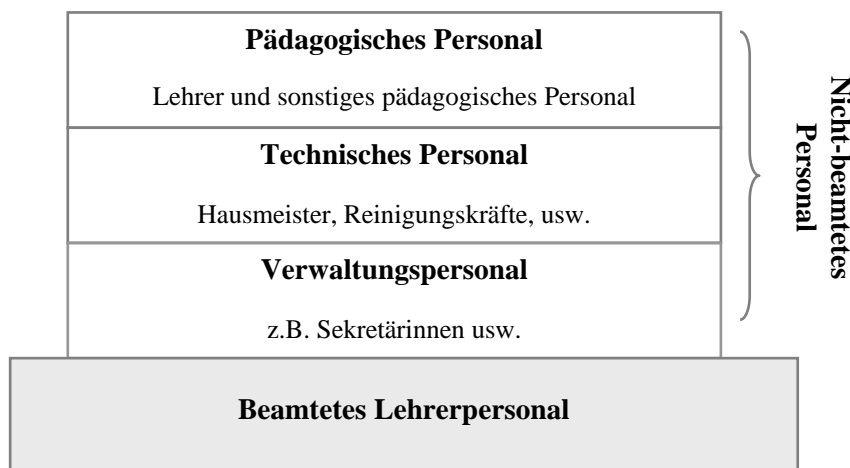 Pädagogisches Personal
Lehrer und sonstiges pädagogisches Personal
Technisches Personal
Hausmeister, Reinigungskräfte, usw.
Verwaltungspersonal
z.B. Sekretärinnen usw.
Beamtetes Lehrerpersonal
Nicht-beamtetes
Personal